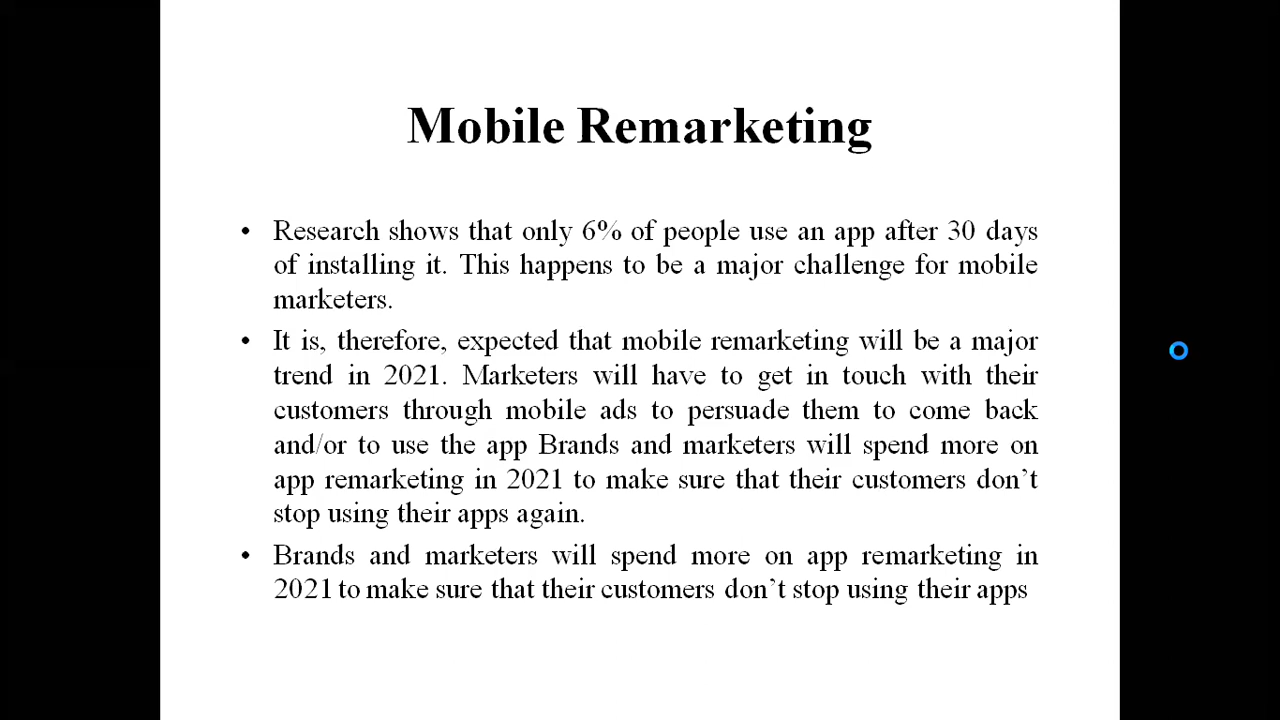 Mobile Remarketing
• Research shows that only 6% of people use an app after 30 days
of installing it. This happens to be a major challenge for mobile
marketers.
• It is, therefore, expected that mobile remarketing will be a major
trend in 2021. Marketers will have to get in touch with their
customers through mobile ads to persuade them to come back
and/or to use the app Brands and marketers will spend more on
app remarketing in 2021 to make sure that their customers don’t
stop using their apps again.
• Brands and marketers will spend more on app remarketing in
2021 to make sure that their customers don’t stop using their apps